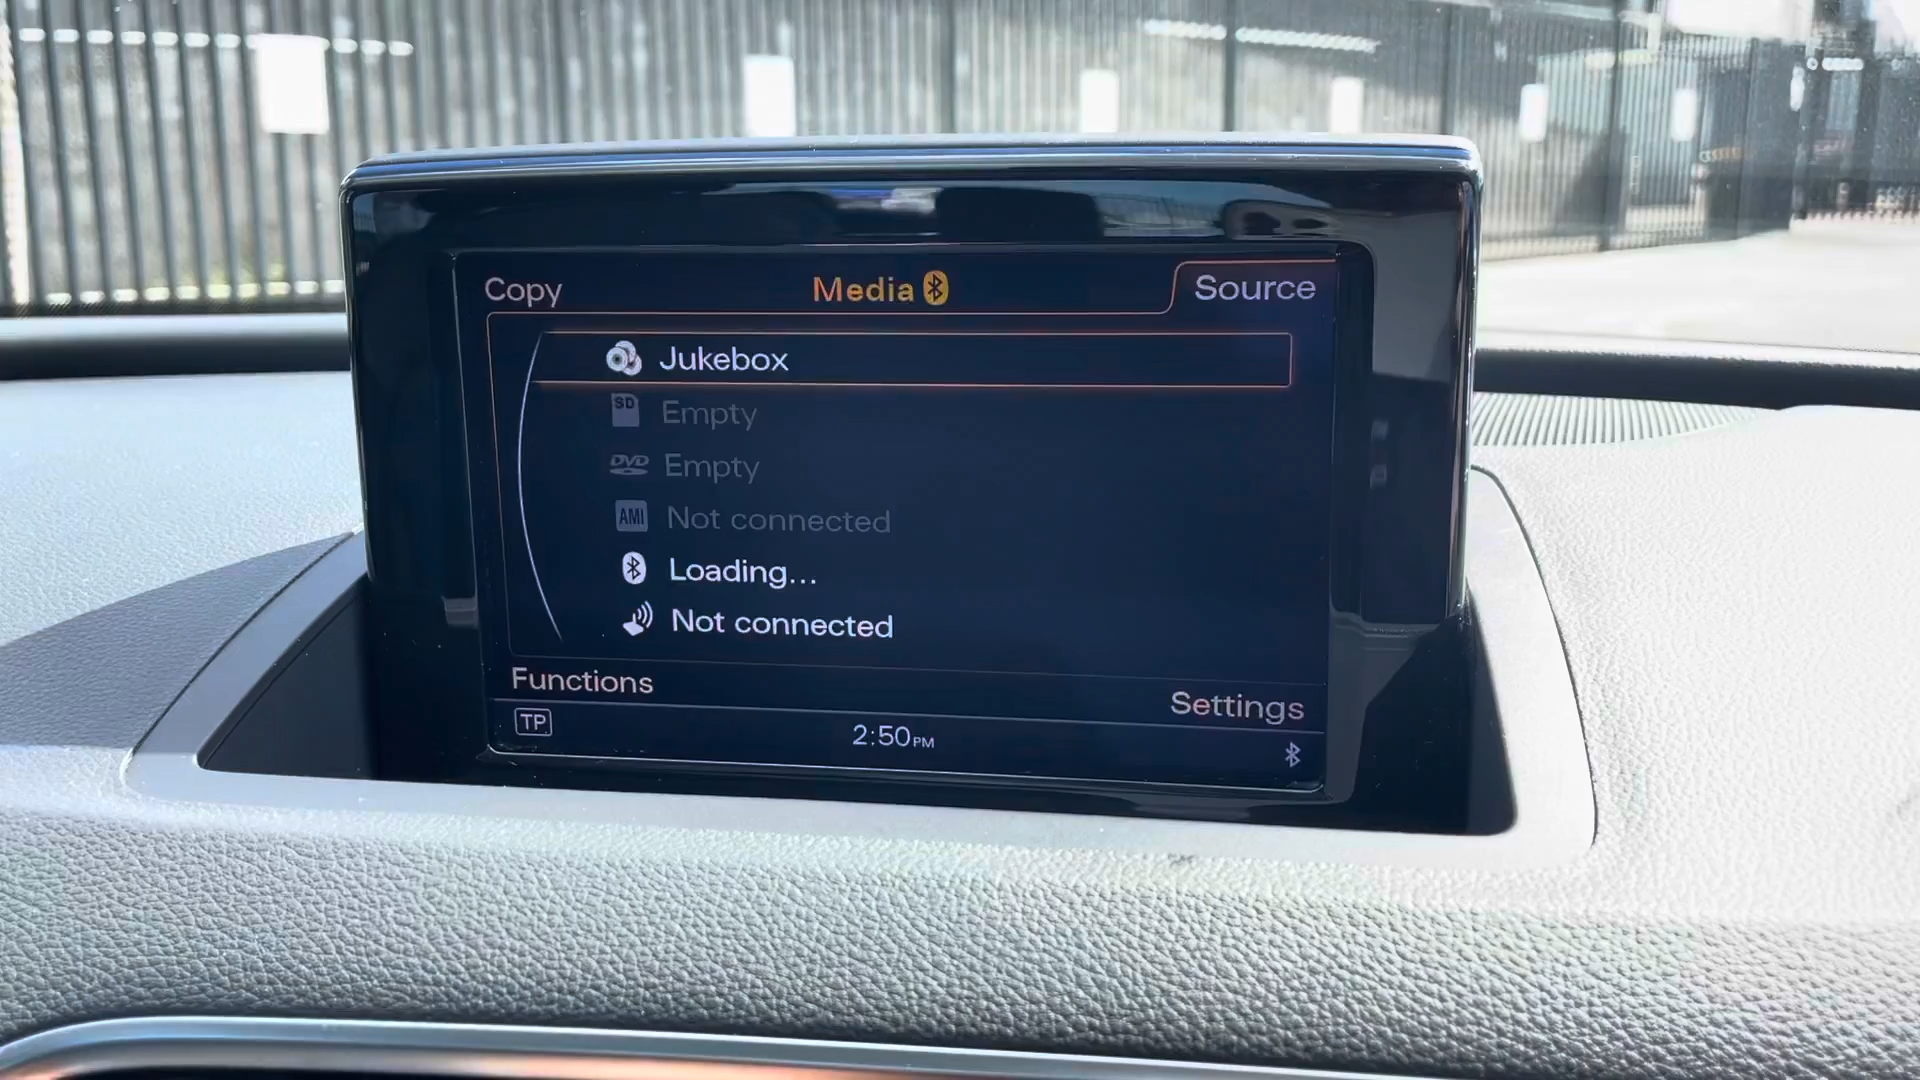 Copy
Media
Source
Jukebox
SD Empty
DVD Empty
AMI Not connected
Loading...
Not connected
Functions
Settings
TP
2:50PM